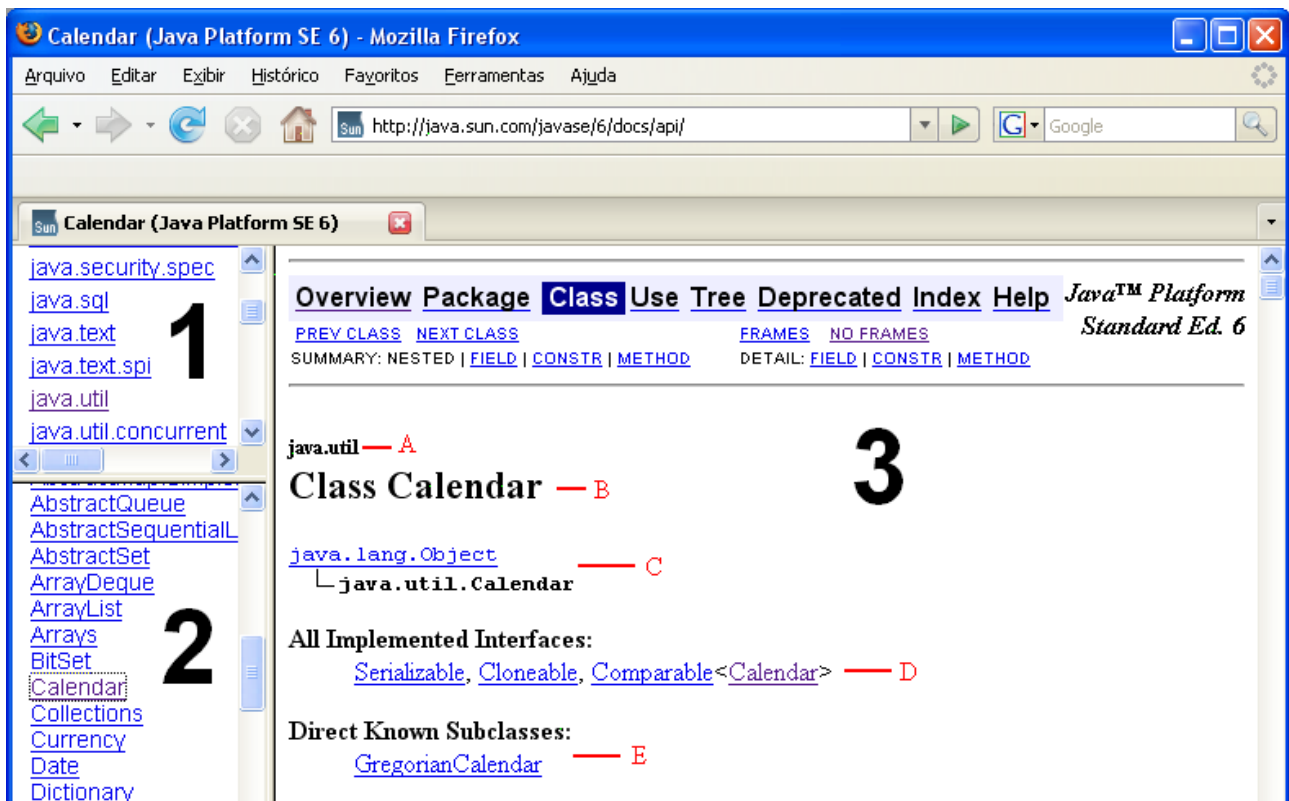 Calendar (Java Platform SE 6) - Mozilla Firefox
Arquivo Editar Exibir Histórico Favoritos Ferramentas Ajuda
Sun http://java.sun.com/javase/6/docs/api/ G Google
Sun Calendar (Java Platform SE 6)
java.security.spec
java.sql
java.text
java.text.spi
java.util
java.util.concurrent
1
AbstractQueue
AbstractSequentialL
AbstractSet
ArrayDeque
ArrayList
Arrays
BitSet
Calendar
Collections
Currency
Date
Dictionary
2
Overview Package Class Use Tree Deprecated Index Help
Java™ Platform
Standard Ed. 6
PREV CLASS NEXT CLASS FRAMES NO FRAMES
SUMMARY: NESTED | FIELD | CONSTR | METHOD DETAIL: FIELD | CONSTR | METHOD
3
java.util — A
Class Calendar — B
java.lang.Object
java.util.Calendar
C
All Implemented Interfaces:
Serializable, Cloneable, Comparable<Calendar> — D
Direct Known Subclasses:
GregorianCalendar — E